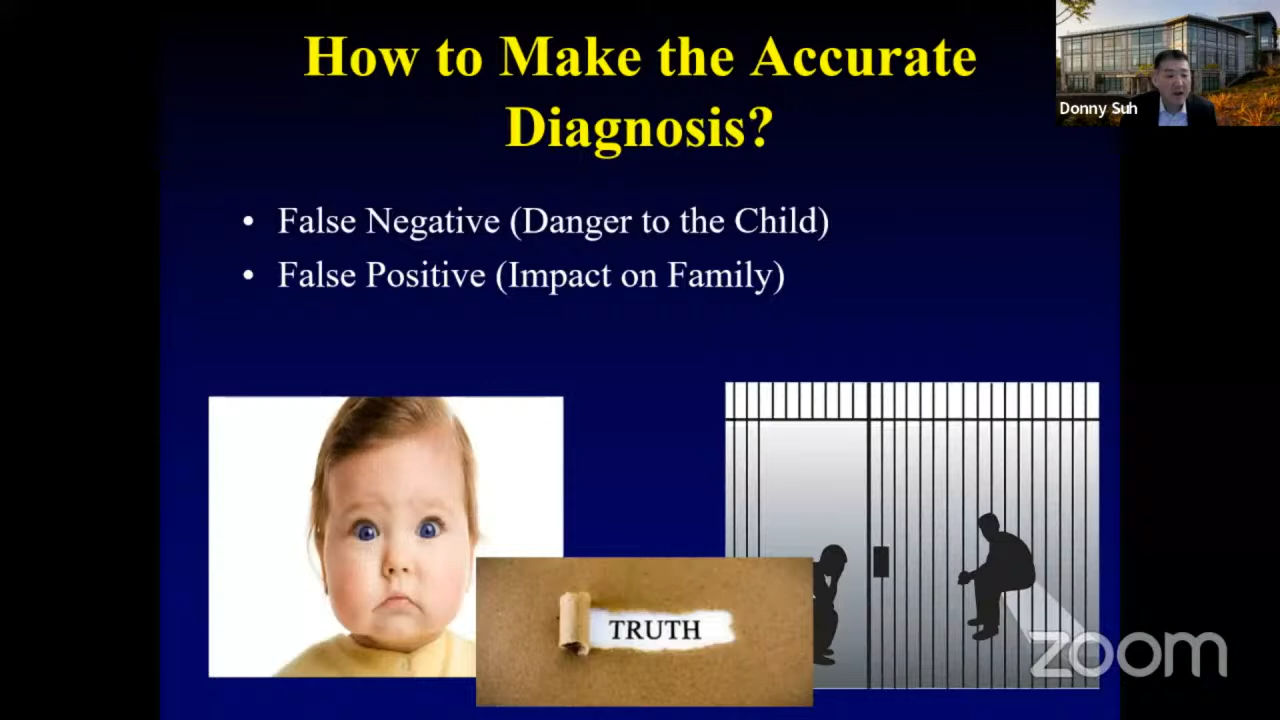 How to Make the Accurate
Diagnosis?
Donny Suh
• False Negative (Danger to the Child)
• False Positive (Impact on Family)
TRUTH
zoom